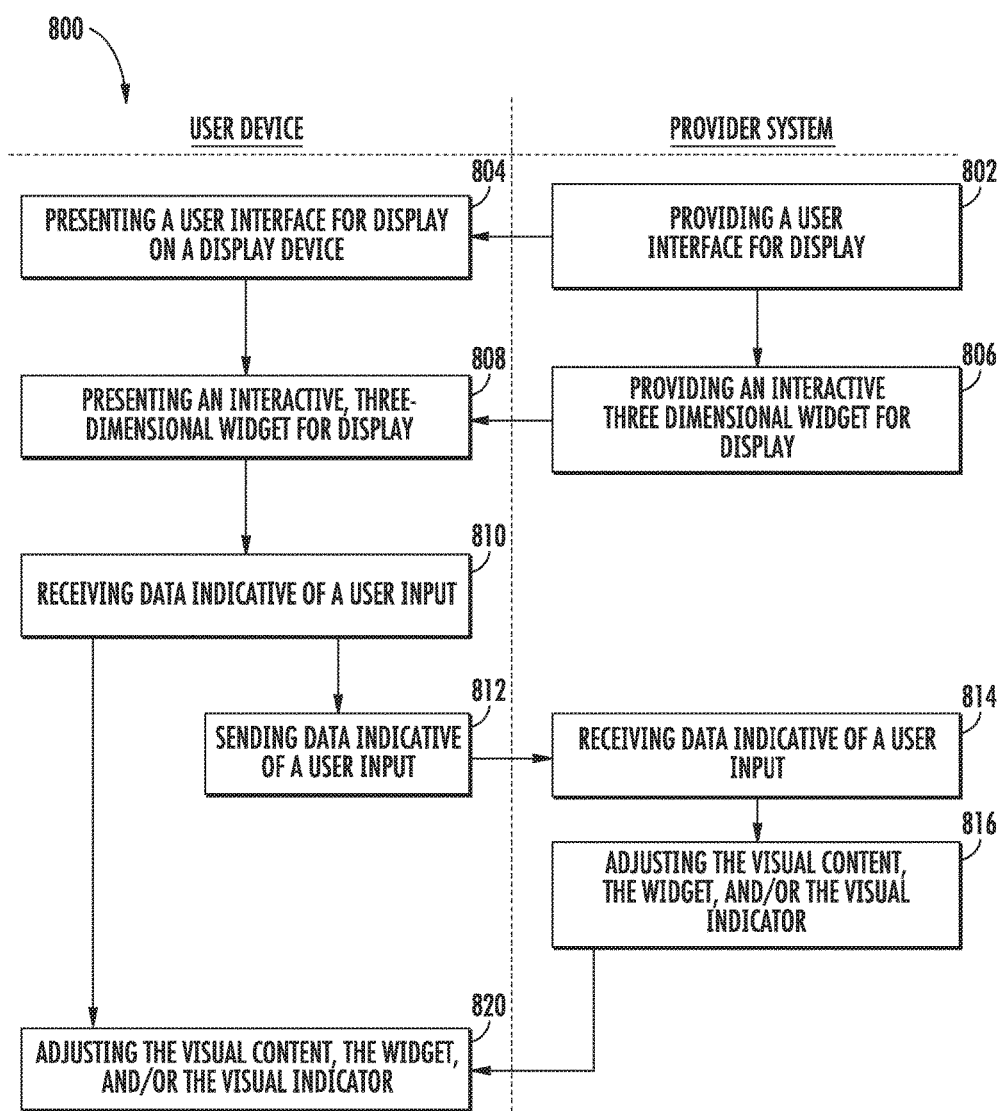 800
USER DEVICE
PROVIDER SYSTEM
804
PRESENTING A USER INTERFACE FOR DISPLAY
ON A DISPLAY DEVICE
802
PROVIDING A USER
INTERFACE FOR DISPLAY
808
PRESENTING AN INTERACTIVE, THREE-
DIMENSIONAL WIDGET FOR DISPLAY
806
PROVIDING AN INTERACTIVE
THREE DIMENSIONAL WIDGET FOR
DISPLAY
810
RECEIVING DATA INDICATIVE OF A USER INPUT
812
SENDING DATA INDICATIVE
OF A USER INPUT
814
RECEIVING DATA INDICATIVE OF A USER
INPUT
816
ADJUSTING THE VISUAL CONTENT,
THE WIDGET, AND/OR THE VISUAL
INDICATOR
820
ADJUSTING THE VISUAL CONTENT, THE WIDGET,
AND/OR THE VISUAL INDICATOR